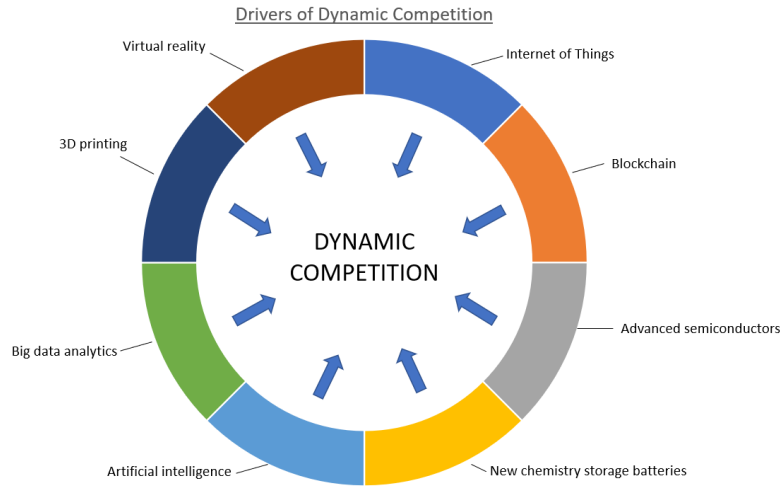 Drivers of Dynamic Competition
Virtual reality
Internet of Things
3D printing
Blockchain
DYNAMIC
COMPETITION
Advanced semiconductors
Big data analytics
Artificial intelligence
New chemistry storage batteries